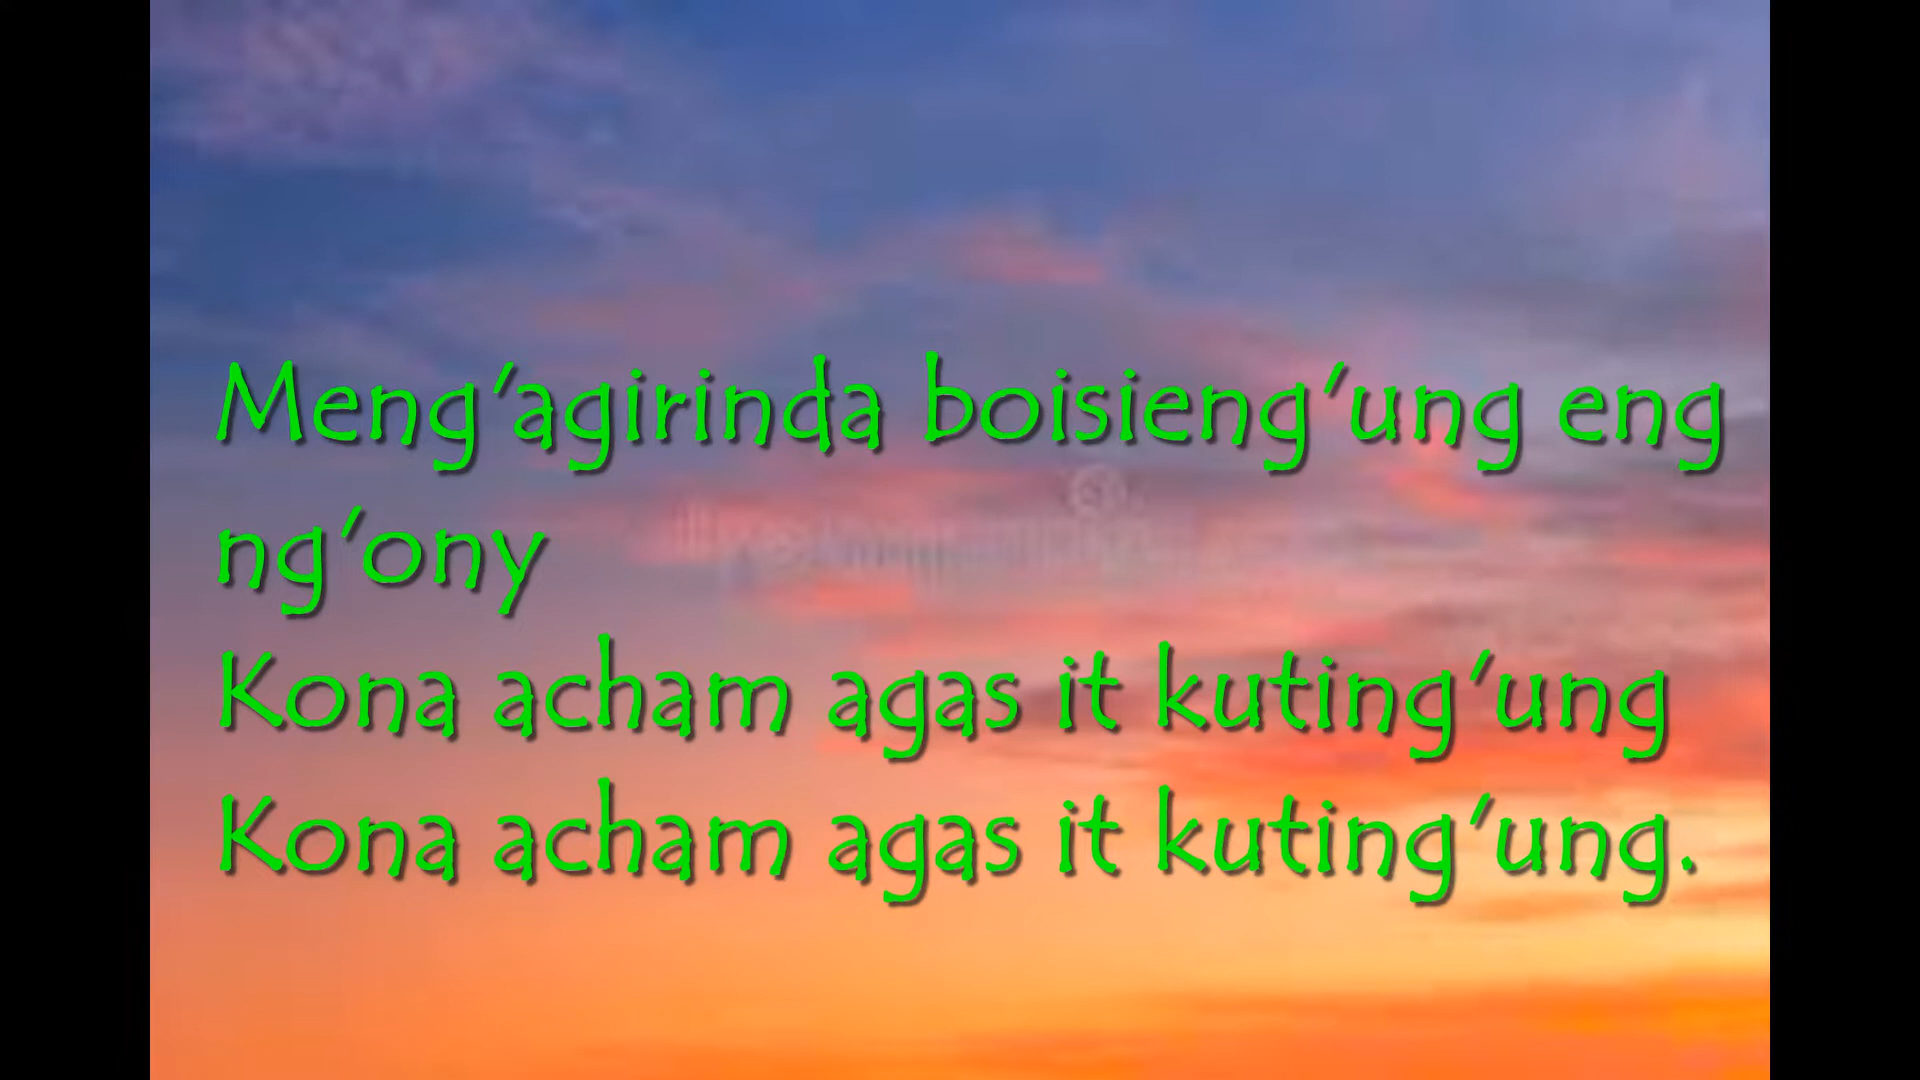 Meng'agirinda boisieng'ung eng
ng'ony
Kona acham agas it kuting'ung
Kona acham agas it kuting'ung.